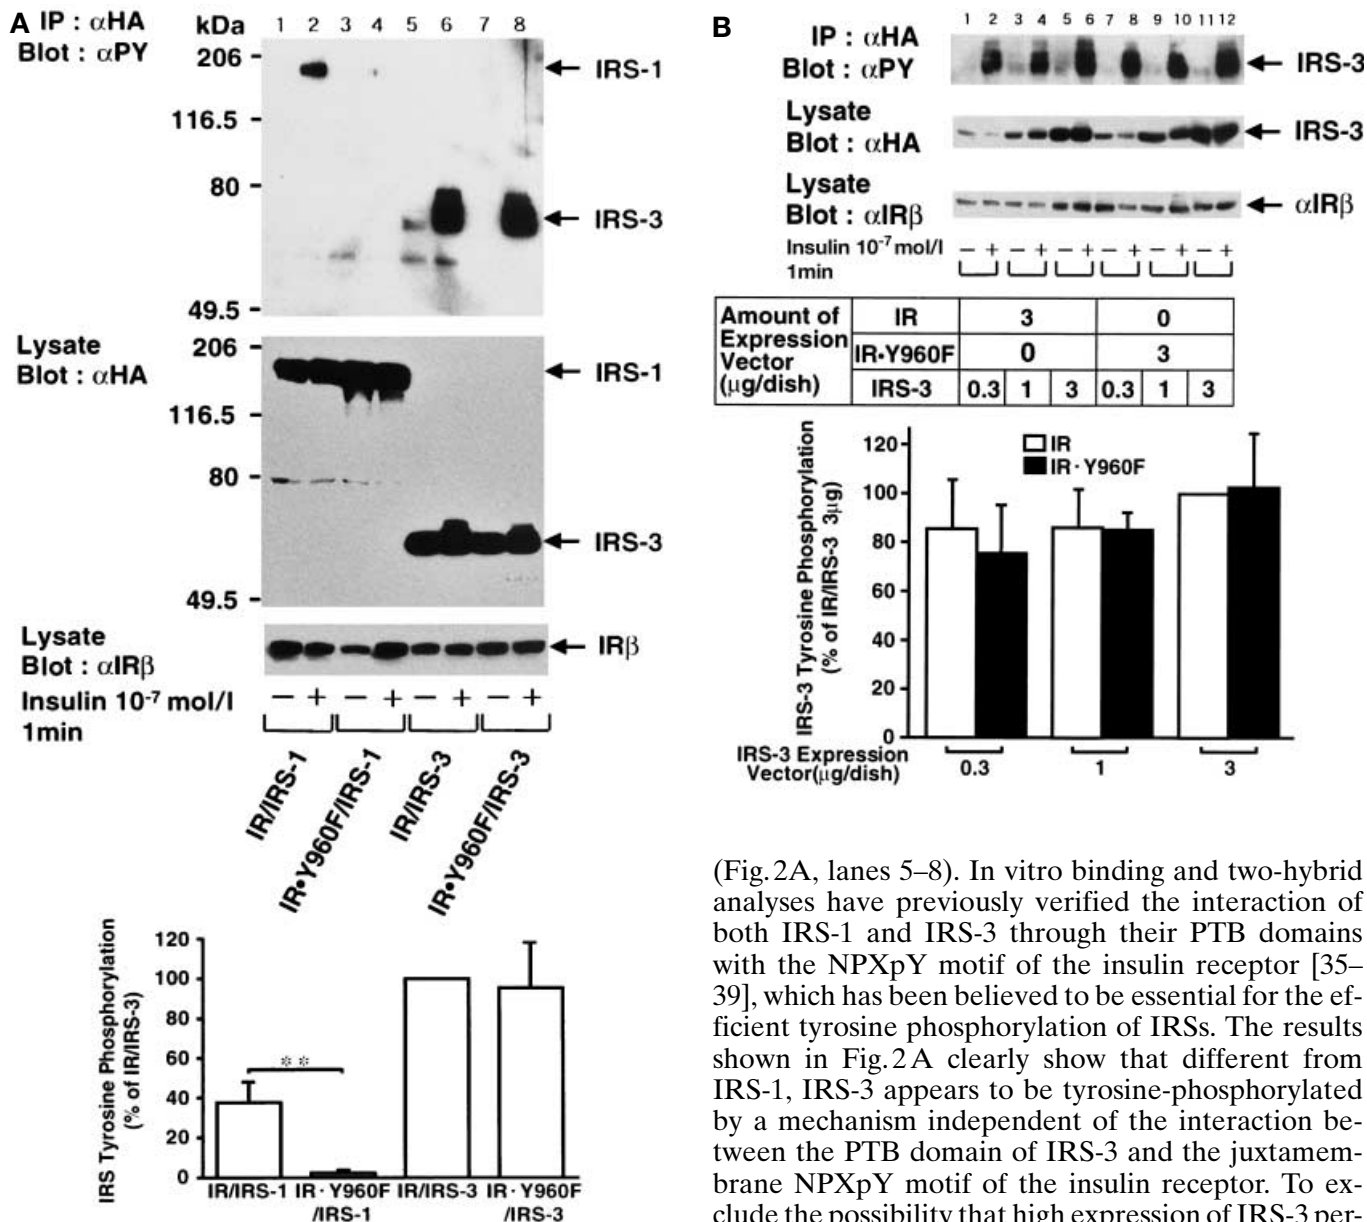 A IP : αHA
Blot : αPY
kDa
1 2 3 4 5 6 7 8
206
116.5
80
49.5
IRS-1
IRS-3
Lysate
Blot : αHA
206
116.5
80
49.5
IRS-1
IRS-3
Lysate
Blot : αIRβ
IRβ
Insulin 10-7 mol/l
1min
− + − + − + − +
IR/IRS-1
IR•Y960F/IRS-1
IR/IRS-3
IR•Y960F/IRS-3
IRS Tyrosine Phosphorylation
(% of IR/IRS-3)
120
100
80
60
40
20
0
**
IR/IRS-1 IR · Y960F IR/IRS-3 IR · Y960F
/IRS-1 /IRS-3
B
1 2 3 4 5 6 7 8 9 10 11 12
IP : αHA
Blot : αPY
IRS-3
Lysate
Blot : αHA
IRS-3
Lysate
Blot : αIRβ
αIRβ
Insulin 10-7 mol/l
1min
− + − + − + − + − + − +
Amount of
Expression
Vector
(μg/dish)
IR 3 0
IR•Y960F 0 3
IRS-3 0.3 1 3 0.3 1 3
IRS-3 Tyrosine Phosphorylation
(% of IR/IRS-3 3μg)
120
100
80
60
40
20
0
IR
IR · Y960F
IRS-3 Expression
Vector(μg/dish)
0.3 1 3
(Fig. 2A, lanes 5–8). In vitro binding and two-hybrid
analyses have previously verified the interaction of
both IRS-1 and IRS-3 through their PTB domains
with the NPXpY motif of the insulin receptor [35–
39], which has been believed to be essential for the ef-
ficient tyrosine phosphorylation of IRSs. The results
shown in Fig. 2A clearly show that different from
IRS-1, IRS-3 appears to be tyrosine-phosphorylated
by a mechanism independent of the interaction be-
tween the PTB domain of IRS-3 and the juxtamem-
brane NPXpY motif of the insulin receptor. To ex-
clude the possibility that high expression of IRS-3 per-